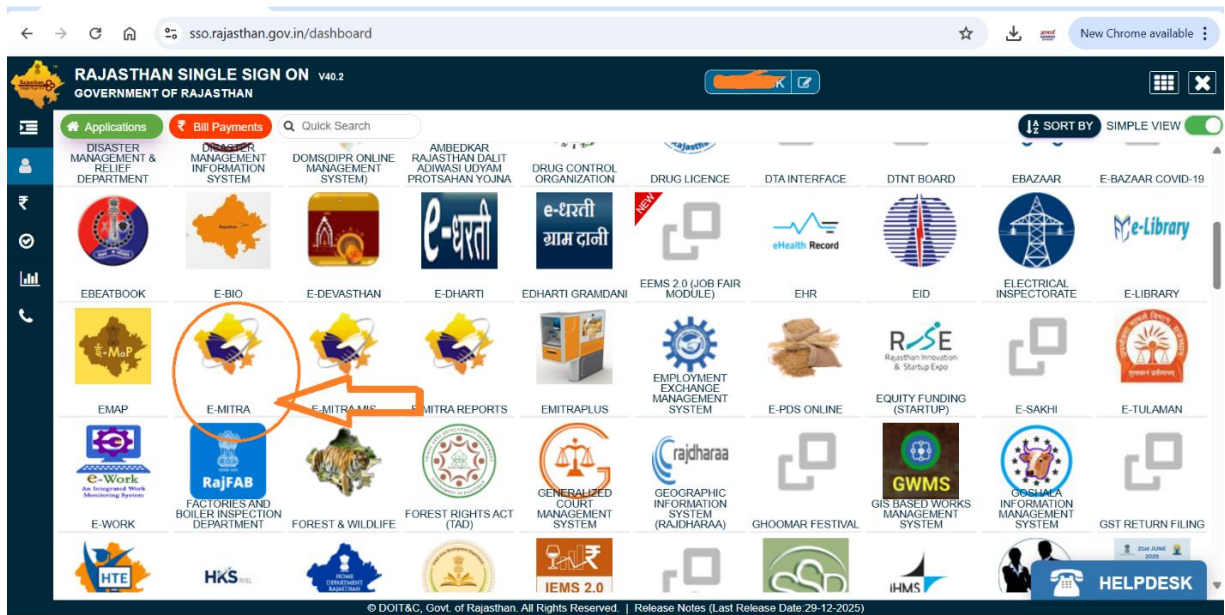 sso.rajasthan.gov.in/dashboard
New Chrome available
RAJASTHAN SINGLE SIGN ON V40.2
GOVERNMENT OF RAJASTHAN
K
Applications
₹ Bill Payments
Quick Search
SORT BY
SIMPLE VIEW
DISASTER
MANAGEMENT &
RELIEF
DEPARTMENT
DISASTER
MANAGEMENT
INFORMATION
SYSTEM
DOMS(DIPR ONLINE
MANAGEMENT
SYSTEM)
AMBEDKAR
RAJASTHAN DALIT
ADIWASI UDYAM
PROTSAHAN YOJNA
DRUG CONTROL
ORGANIZATION
DRUG LICENCE
DTA INTERFACE
DTNT BOARD
EBAZAAR
E-BAZAAR COVID-19
EBEATBOOK
E-BIO
E-DEVASTHAN
e-धरती
E-DHARTI
e-धरती
ग्राम दानी
EDHARTI GRAMDANI
NEW
EEMS 2.0 (JOB FAIR
MODULE)
eHealth Record
EHR
EID
ELECTRICAL
INSPECTORATE
e-Library
E-LIBRARY
ई-MaP
EMAP
E-MITRA
E-MITRA MIS
E-MITRA REPORTS
EMITRAPLUS
EMPLOYMENT
EXCHANGE
MANAGEMENT
SYSTEM
E-PDS ONLINE
RISE
Rajasthan Innovation
& Startup Expo
EQUITY FUNDING
(STARTUP)
E-SAKHI
E-TULAMAN
e-Work
An Integrated Work
Monitoring System
E-WORK
RajFAB
FACTORIES AND
BOILER INSPECTION
DEPARTMENT
FOREST & WILDLIFE
FOREST RIGHTS ACT
(TAD)
GENERALIZED
COURT
MANAGEMENT
SYSTEM
rajdharaa
GEOGRAPHIC
INFORMATION
SYSTEM
(RAJDHARAA)
GHOOMAR FESTIVAL
GWMS
GIS BASED WORKS
MANAGEMENT
SYSTEM
GOSHALA
INFORMATION
MANAGEMENT
SYSTEM
GST RETURN FILING
HTE
HKS
HOME
DEPARTMENT
RAJASTHAN
IEMS 2.0
iHMS
21st JUNE
2025
HELPDESK
© DOIT&C, Govt. of Rajasthan. All Rights Reserved. | Release Notes (Last Release Date:29-12-2025)